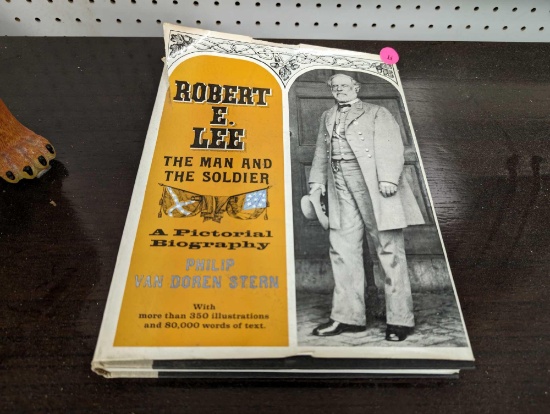 ROBERT
E.
LEE
THE MAN AND
THE SOLDIER
A Pictorial
Biography
PHILIP
VAN DOREN STERN
With
more than 350 illustrations
and 80,000 words of text.